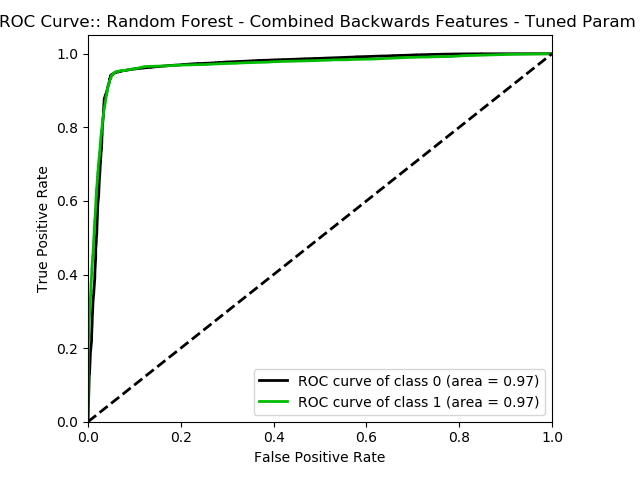 ROC Curve:: Random Forest - Combined Backwards Features - Tuned Param
1.0
0.8
0.6
0.4
0.2
0.0
True Positive Rate
0.0 0.2 0.4 0.6 0.8 1.0
False Positive Rate
ROC curve of class 0 (area = 0.97)
ROC curve of class 1 (area = 0.97)